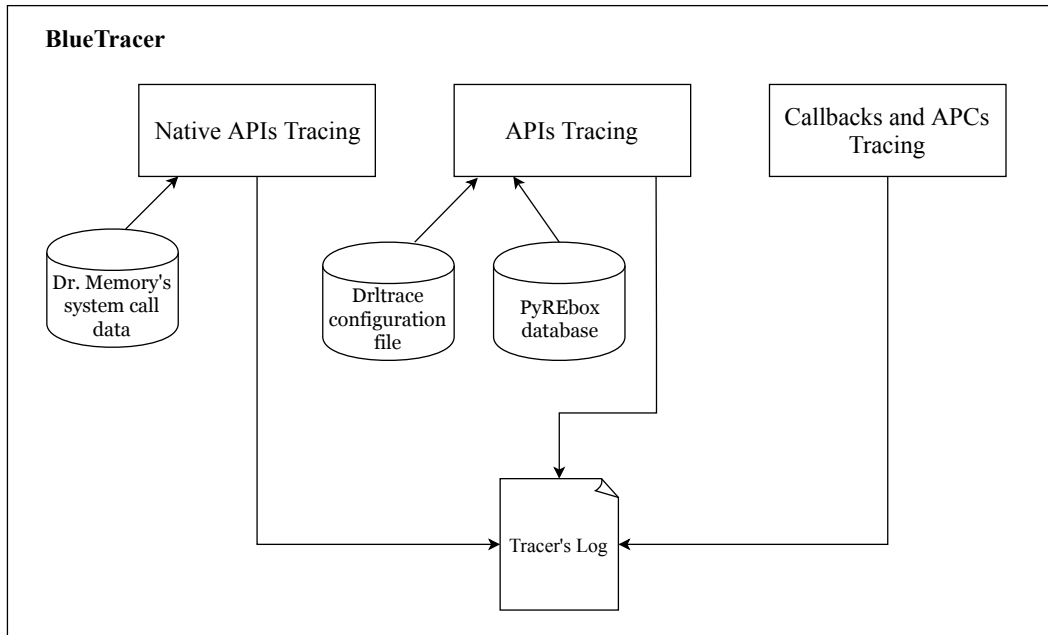 BlueTracer
Native APIs Tracing
APIs Tracing
Callbacks and APCs
Tracing
Dr. Memory's
system call
data
Drltrace
configuration
file
PyREbox
database
Tracer's Log